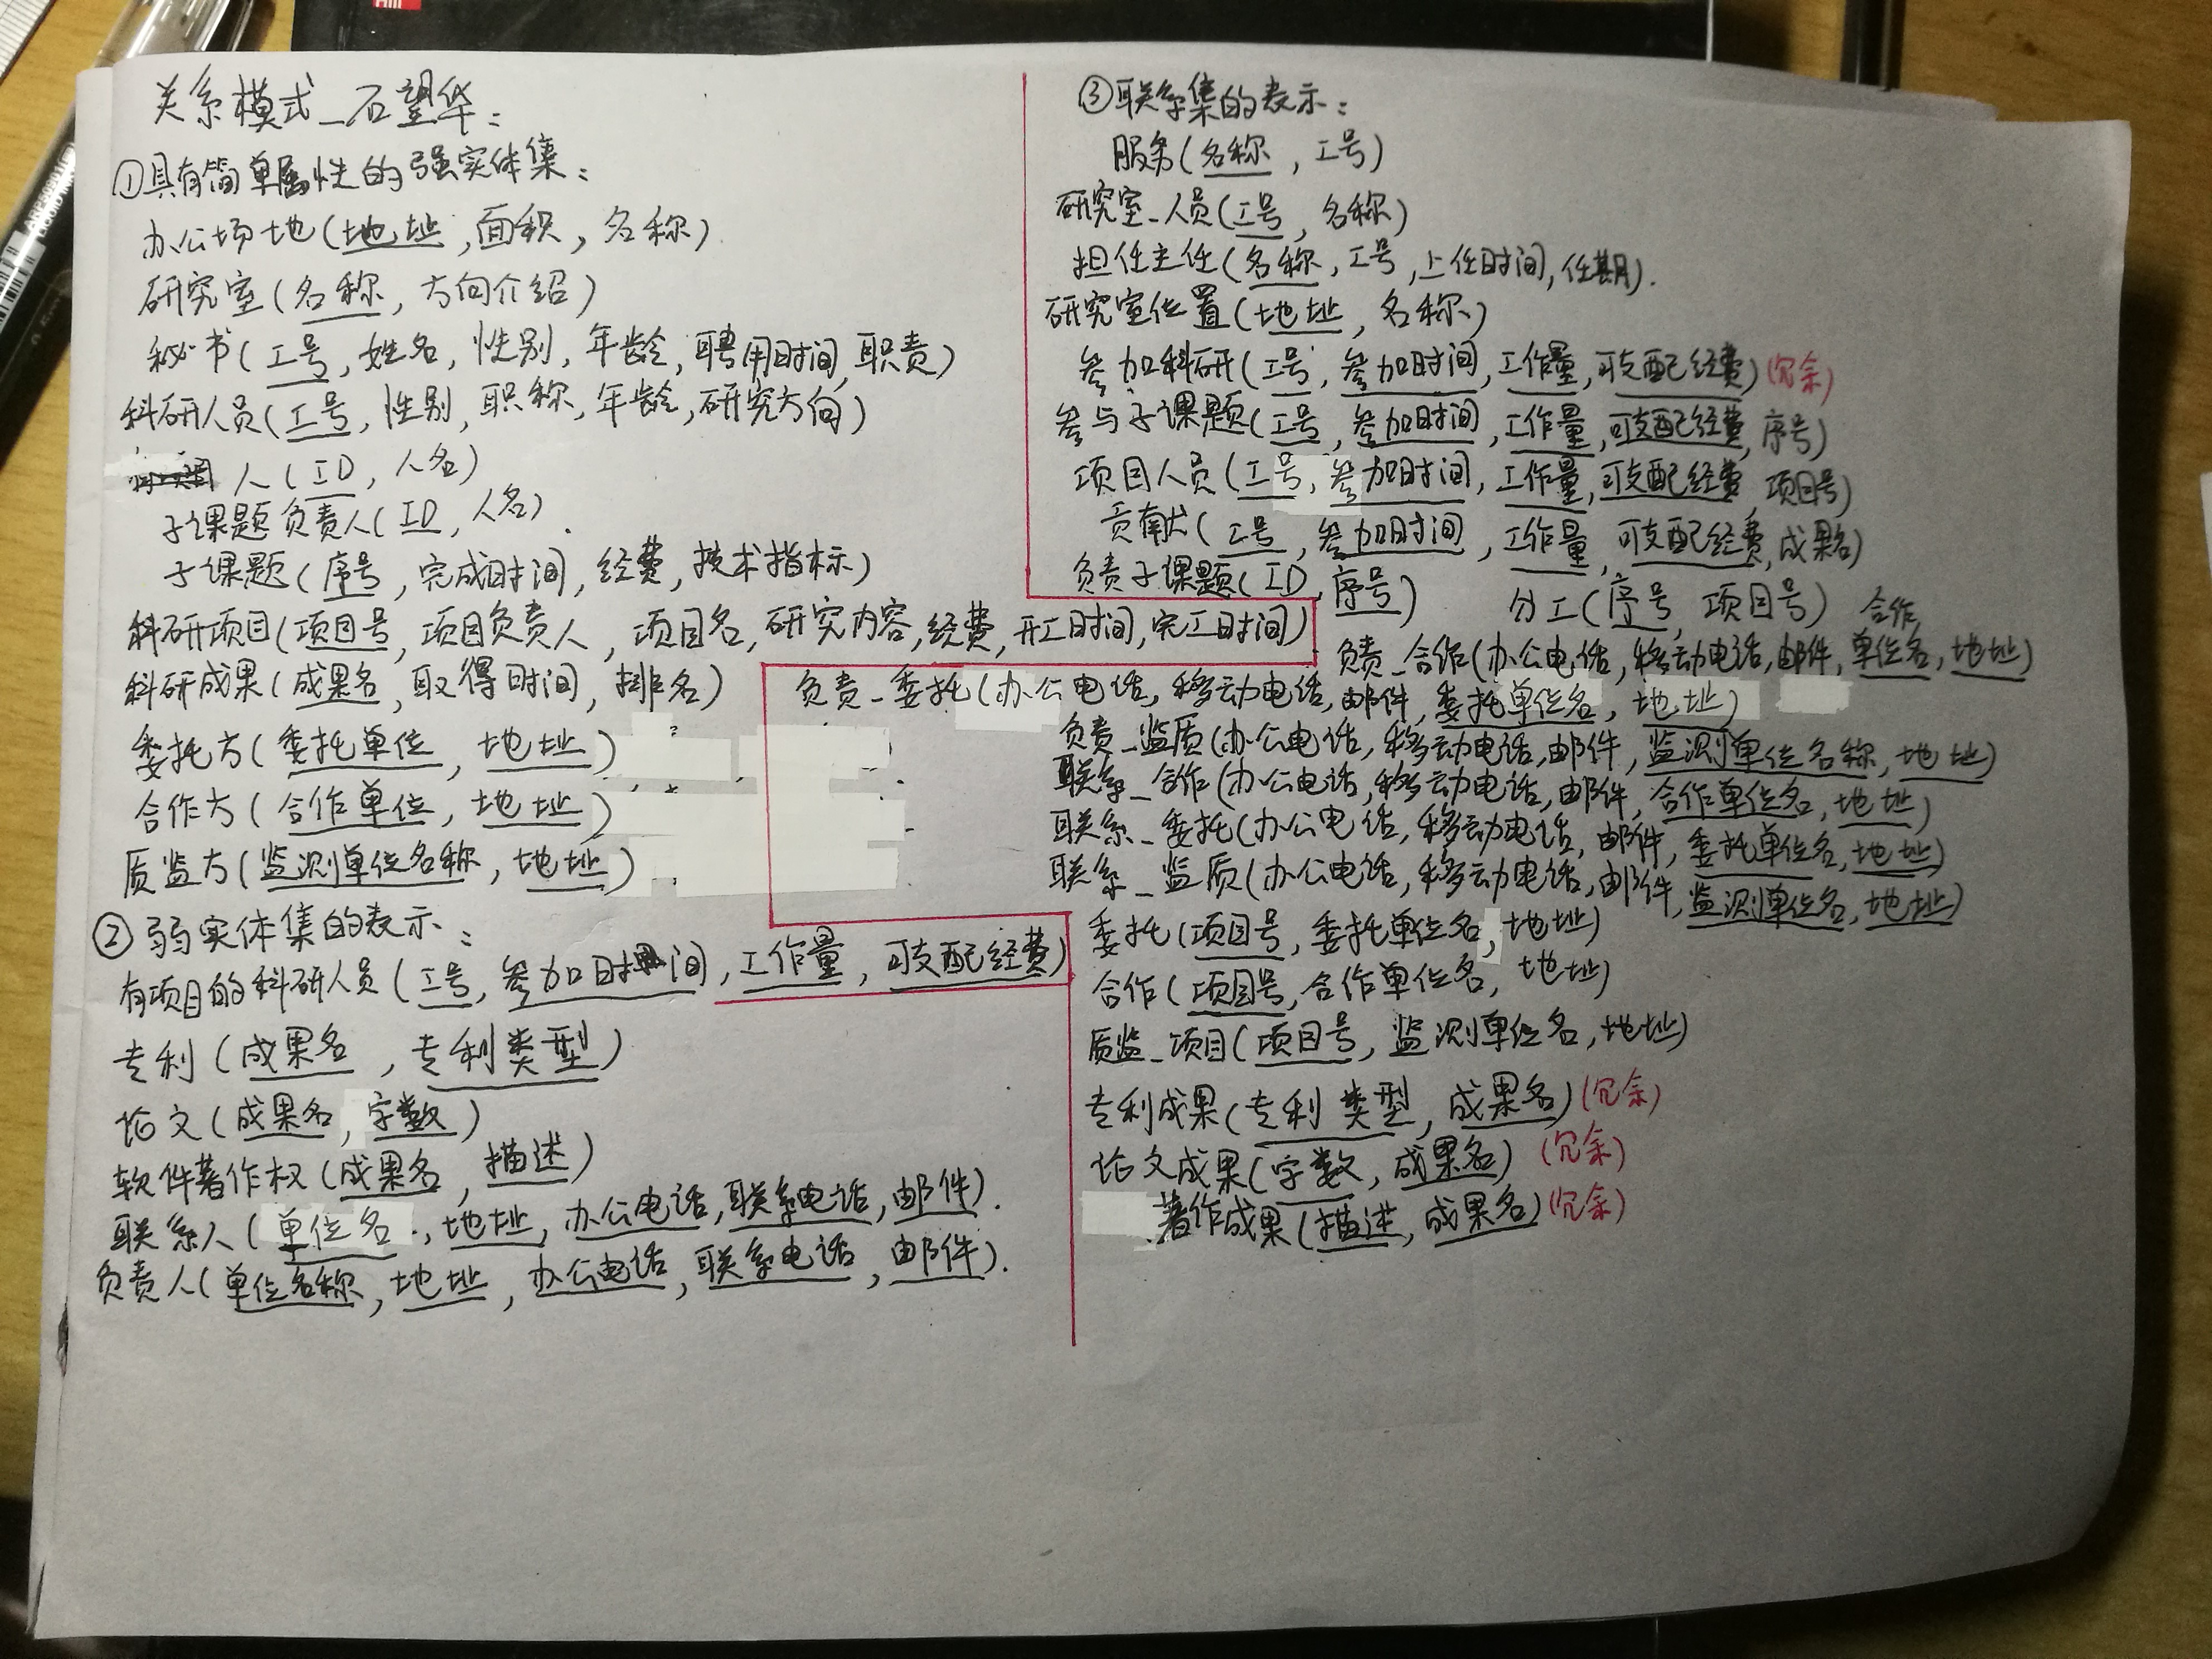 关系模式_石望华：
①具有简单属性的强实体集：
办公场地（地址，面积，名称）
研究室（名称，方向介绍）
秘书（工号，姓名，性别，年龄，聘用时间，职责）
科研人员（工号，性别，职称，年龄，研究方向）
人（ID，人名）
子课题负责人（ID，人名）.
子课题（序号，完成时间，经费，技术指标）
科研项目（项目号，项目负责人，项目名，研究内容，经费，开工时间，完工时间）
科研成果（成果名，取得时间，排名）
委托方（委托单位，地址）
合作方（合作单位，地址）
质监方（监测单位名称，地址）
②弱实体集的表示：
有项目的科研人员（工号，参加时间，工作量，可支配经费）
专利（成果名，专利类型）
论文（成果名，字数）
软件著作权（成果名，描述）
联系人（单位名，地址，办公电话，联系电话，邮件）.
负责人（单位名称，地址，办公电话，联系电话，邮件）.
③联系集的表示：
服务（名称，工号）
研究室_人员（工号，名称）
担任主任（名称，工号，上任时间，任期）.
研究室位置（地址，名称）
参加科研（工号，参加时间，工作量，可支配经费）（冗余）
参与子课题（工号，参加时间，工作量，可支配经费，序号）
项目人员（工号，参加时间，工作量，可支配经费，项目号）
贡献（工号，参加时间，工作量，可支配经费，成果名）
负责子课题（ID，序号） 分工（序号，项目号） 合作
负责_合作（办公电话，移动电话，邮件，单位名，地址）
负责_委托（办公电话，移动电话，邮件，委托单位名，地址）
负责_监质（办公电话，移动电话，邮件，监测单位名称，地址）
联系_合作（办公电话，移动电话，邮件，合作单位名，地址）
联系_委托（办公电话，移动电话，邮件，委托单位名，地址）
联系_监质（办公电话，移动电话，邮件，监测单位名，地址）
委托（项目号，委托单位名，地址）
合作（项目号，合作单位名，地址）
质监_项目（项目号，监测单位名，地址）
专利成果（专利类型，成果名）（冗余）
论文成果（字数，成果名）（冗余）
著作成果（描述，成果名）（冗余）